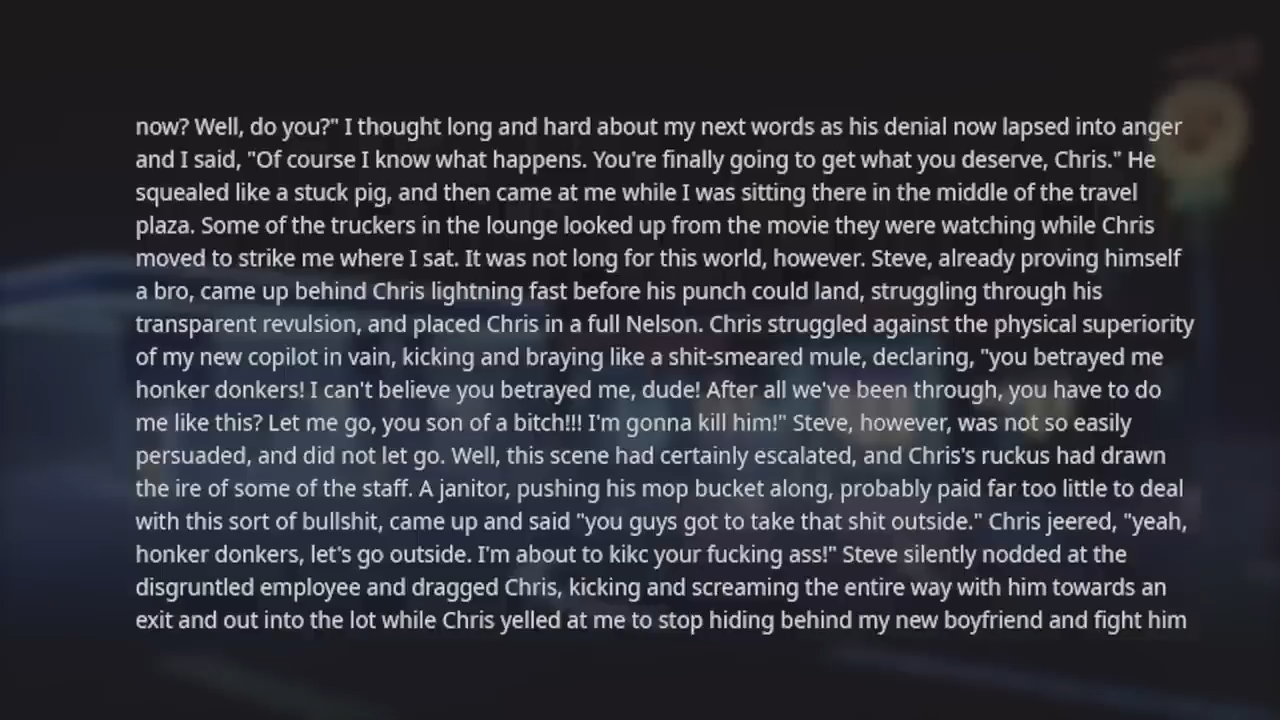 now? Well, do you?" I thought long and hard about my next words as his denial now lapsed into anger
and I said, "Of course I know what happens. You're finally going to get what you deserve, Chris." He
squealed like a stuck pig, and then came at me while I was sitting there in the middle of the travel
plaza. Some of the truckers in the lounge looked up from the movie they were watching while Chris
moved to strike me where I sat. It was not long for this world, however. Steve, already proving himself
a bro, came up behind Chris lightning fast before his punch could land, struggling through his
transparent revulsion, and placed Chris in a full Nelson. Chris struggled against the physical superiority
of my new copilot in vain, kicking and braying like a shit-smeared mule, declaring, "you betrayed me
honker donkers! I can't believe you betrayed me, dude! After all we've been through, you have to do
me like this? Let me go, you son of a bitch!!! I'm gonna kill him!" Steve, however, was not so easily
persuaded, and did not let go. Well, this scene had certainly escalated, and Chris's ruckus had drawn
the ire of some of the staff. A janitor, pushing his mop bucket along, probably paid far too little to deal
with this sort of bullshit, came up and said "you guys got to take that shit outside." Chris jeered, "yeah,
honker donkers, let's go outside. I'm about to kikc your fucking ass!" Steve silently nodded at the
disgruntled employee and dragged Chris, kicking and screaming the entire way with him towards an
exit and out into the lot while Chris yelled at me to stop hiding behind my new boyfriend and fight him